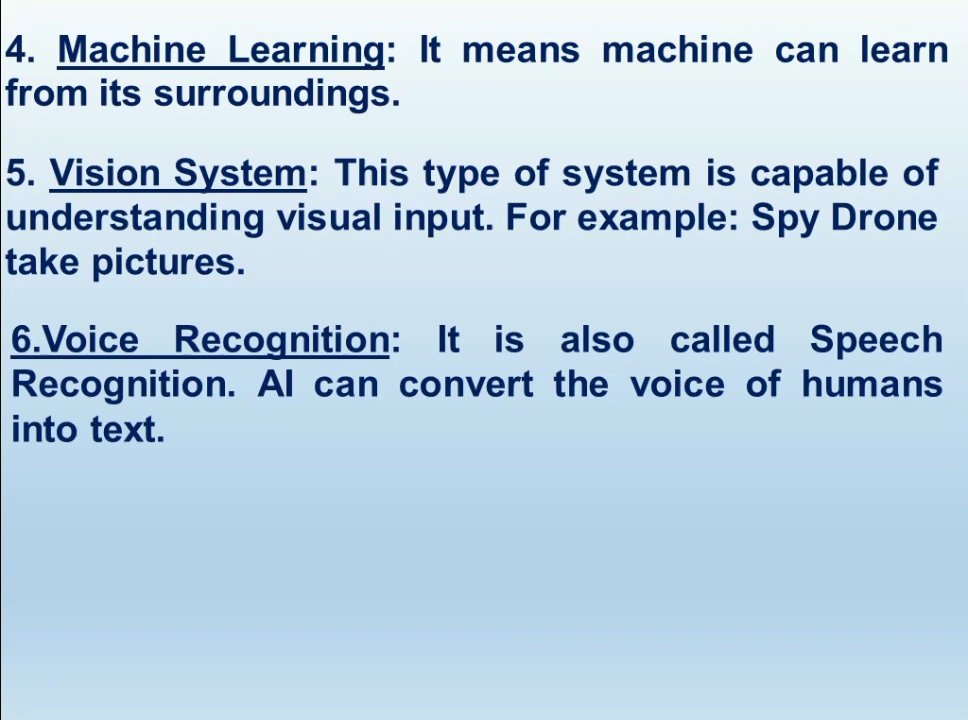 4. Machine Learning: It means machine can learn
from its surroundings.
5. Vision System: This type of system is capable of
understanding visual input. For example: Spy Drone
take pictures.
6.Voice Recognition: It is also called Speech
Recognition. AI can convert the voice of humans
into text.